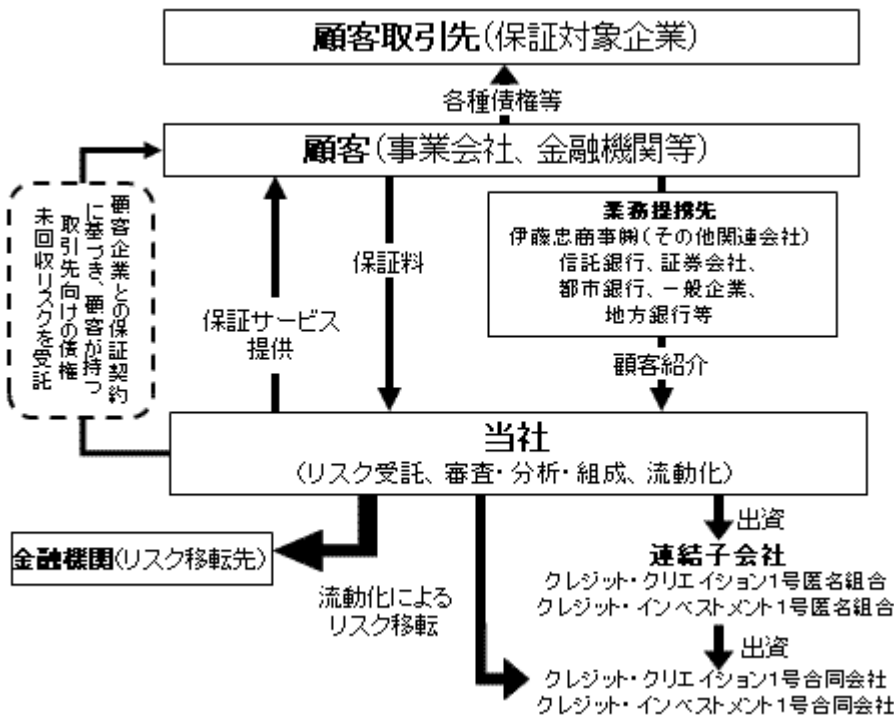 顧客取引先(保証対象企業)
各種債権等
顧客(事業会社、金融機関等)
顧客企業との保証契約
に基づき、顧客が持つ
取引先向けの債権
未回収リスクを受託
保証サービス
提供
保証料
業務提携先
伊藤忠商事㈱(その他関連会社)
信託銀行、証券会社、
都市銀行、一般企業、
地方銀行等
顧客紹介
当社
(リスク受託、審査・分析・組成、流動化)
金融機関(リスク移転先)
流動化による
リスク移転
出資
連結子会社
クレジット・クリエイション1号匿名組合
クレジット・インベストメント1号匿名組合
出資
クレジット・クリエイション1号合同会社
クレジット・インベスメント1号合同会社